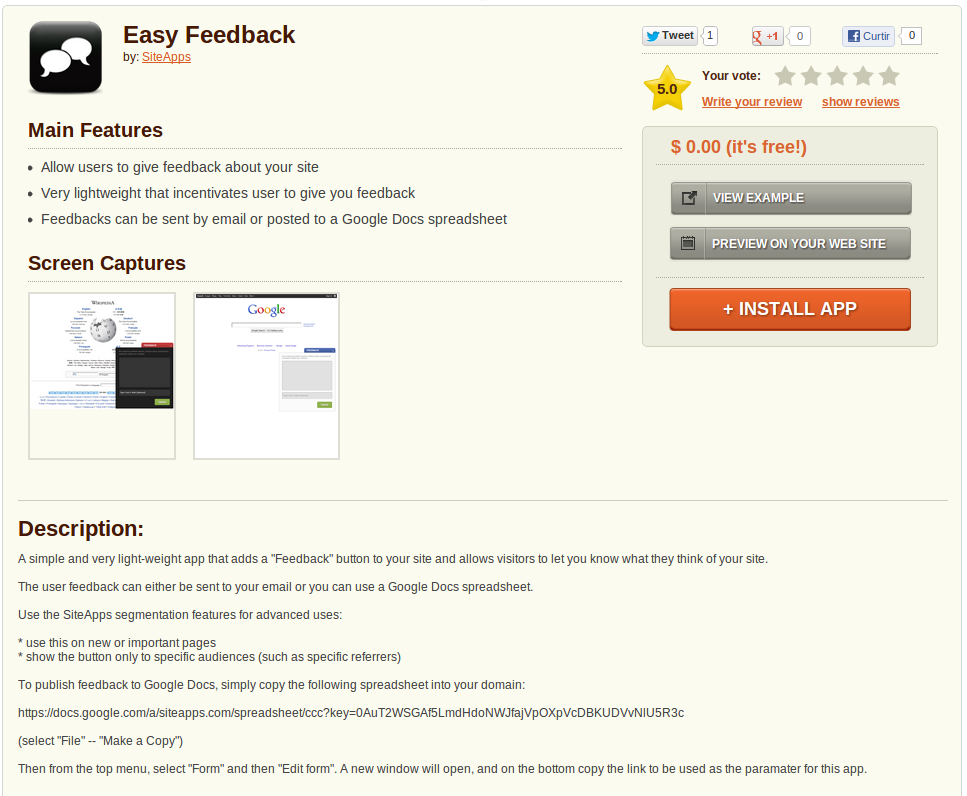 Easy Feedback
by: SiteApps
Tweet 1
g +1 0
Curtir 0
5.0
Your vote:
Write your review show reviews
Main Features
Allow users to give feedback about your site
Very lightweight that incentivates user to give you feedback
Feedbacks can be sent by email or posted to a Google Docs spreadsheet
$ 0.00 (it's free!)
VIEW EXAMPLE
PREVIEW ON YOUR WEB SITE
+ INSTALL APP
Screen Captures
WIKIPEDIA
Google
Description:
A simple and very light-weight app that adds a "Feedback" button to your site and allows visitors to let you know what they think of your site.
The user feedback can either be sent to your email or you can use a Google Docs spreadsheet.
Use the SiteApps segmentation features for advanced uses:
* use this on new or important pages
* show the button only to specific audiences (such as specific referrers)
To publish feedback to Google Docs, simply copy the following spreadsheet into your domain:
https://docs.google.com/a/siteapps.com/spreadsheet/ccc?key=0AuT2WSGAf5LmdHdoNWJfajVpOXpVcDBKUDVvNlU5R3c
(select "File" -- "Make a Copy")
Then from the top menu, select "Form" and then "Edit form". A new window will open, and on the bottom copy the link to be used as the paramater for this app.